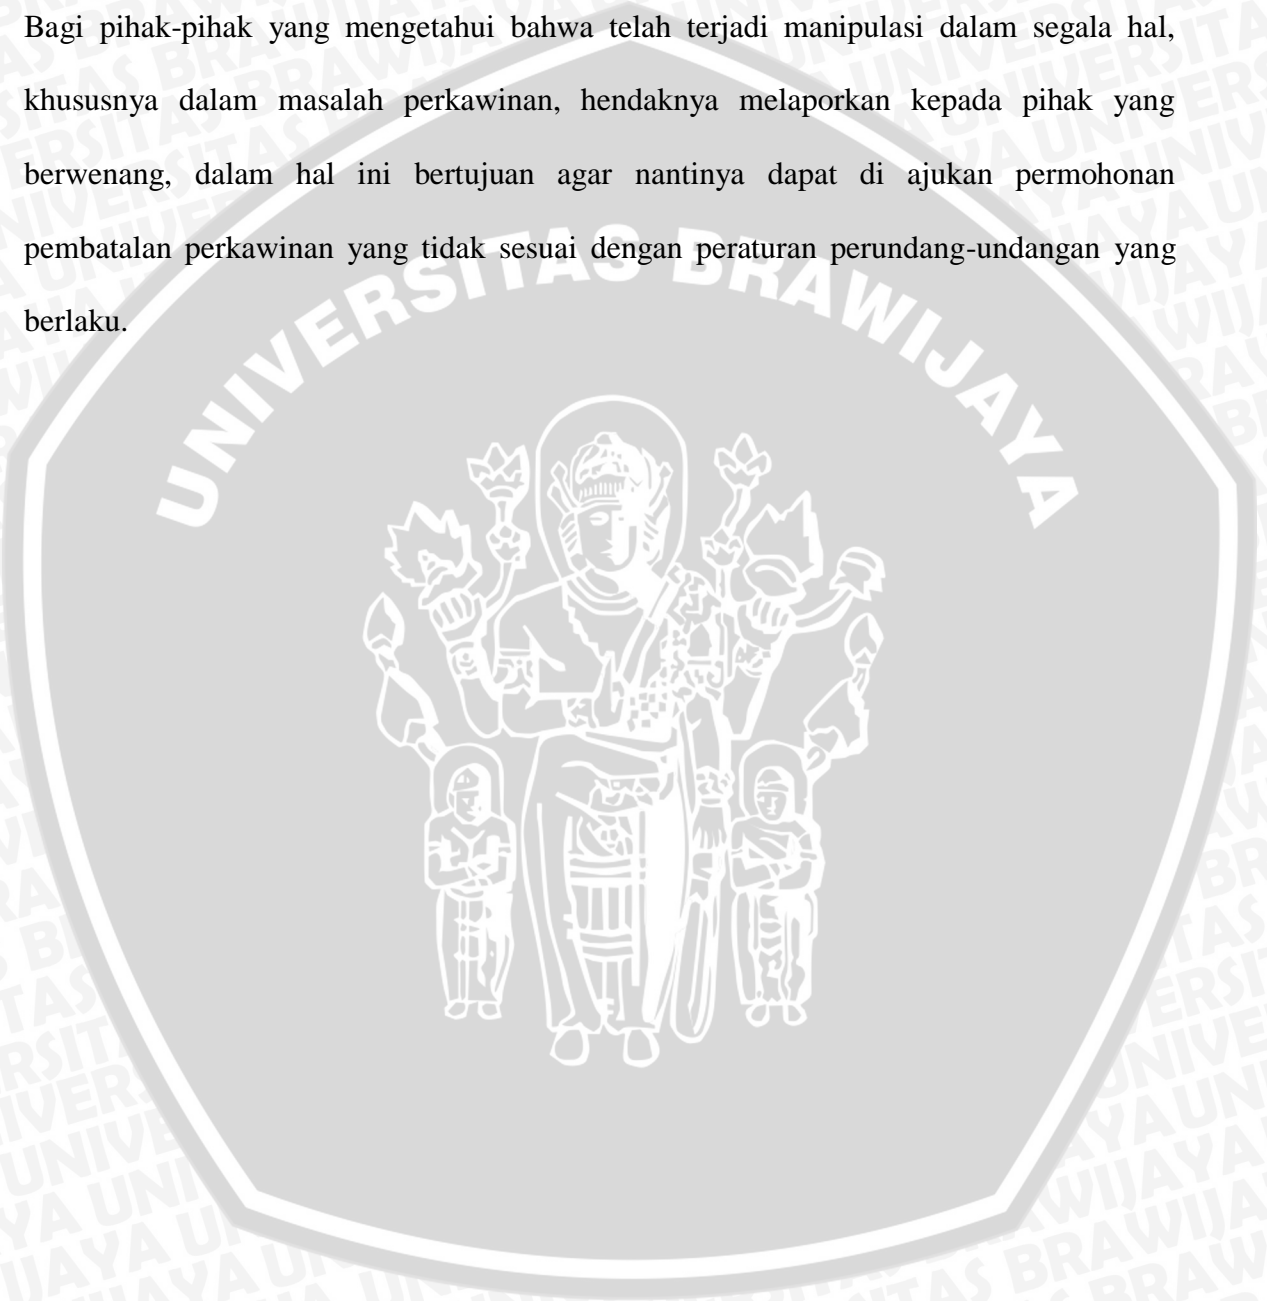 Bagi pihak-pihak yang mengetahui bahwa telah terjadi manipulasi dalam segala hal,
khususnya dalam masalah perkawinan, hendaknya melaporkan kepada pihak yang
berwenang, dalam hal ini bertujuan agar nantinya dapat di ajukan permohonan
pembatalan perkawinan yang tidak sesuai dengan peraturan perundang-undangan yang
berlaku.
UNIVERSITAS BRAWIJAYA